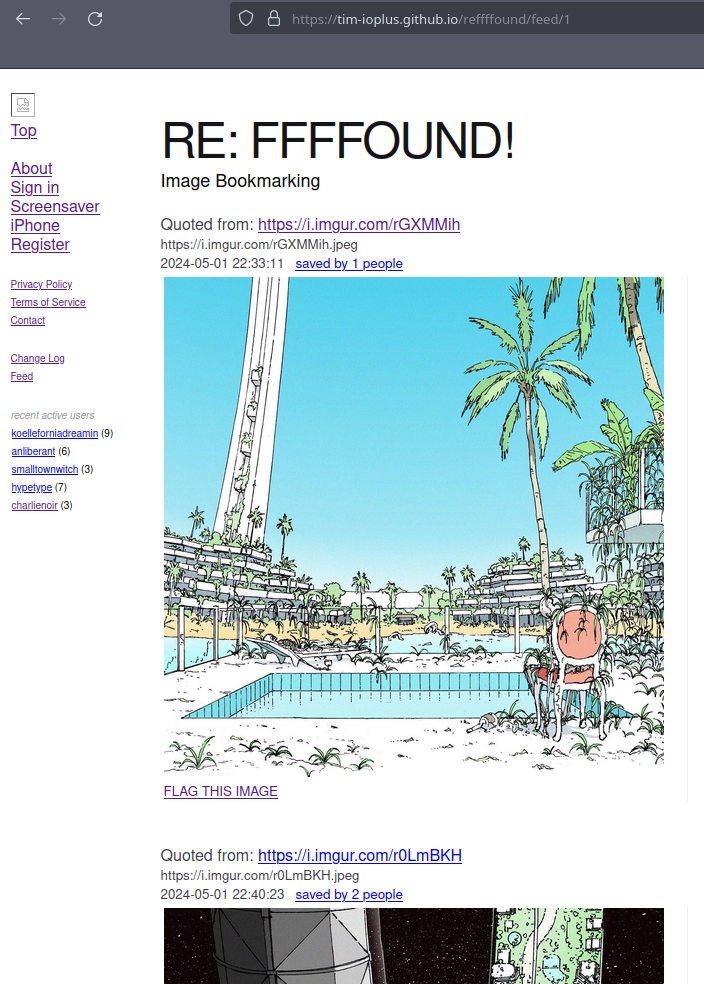 https://tim-ioplus.github.io/reffffound/feed/1
Top
About
Sign in
Screensaver
iPhone
Register
Privacy Policy
Terms of Service
Contact
Change Log
Feed
recent active users
koelleforniadreamin (9)
anliberant (6)
smalltownwitch (3)
hypetype (7)
charlienoir (3)
RE: FFFFOUND!
Image Bookmarking
Quoted from: https://i.imgur.com/rGXMMih
https://i.imgur.com/rGXMMih.jpeg
2024-05-01 22:33:11 saved by 1 people
FLAG THIS IMAGE
Quoted from: https://i.imgur.com/r0LmBKH
https://i.imgur.com/r0LmBKH.jpeg
2024-05-01 22:40:23 saved by 2 people